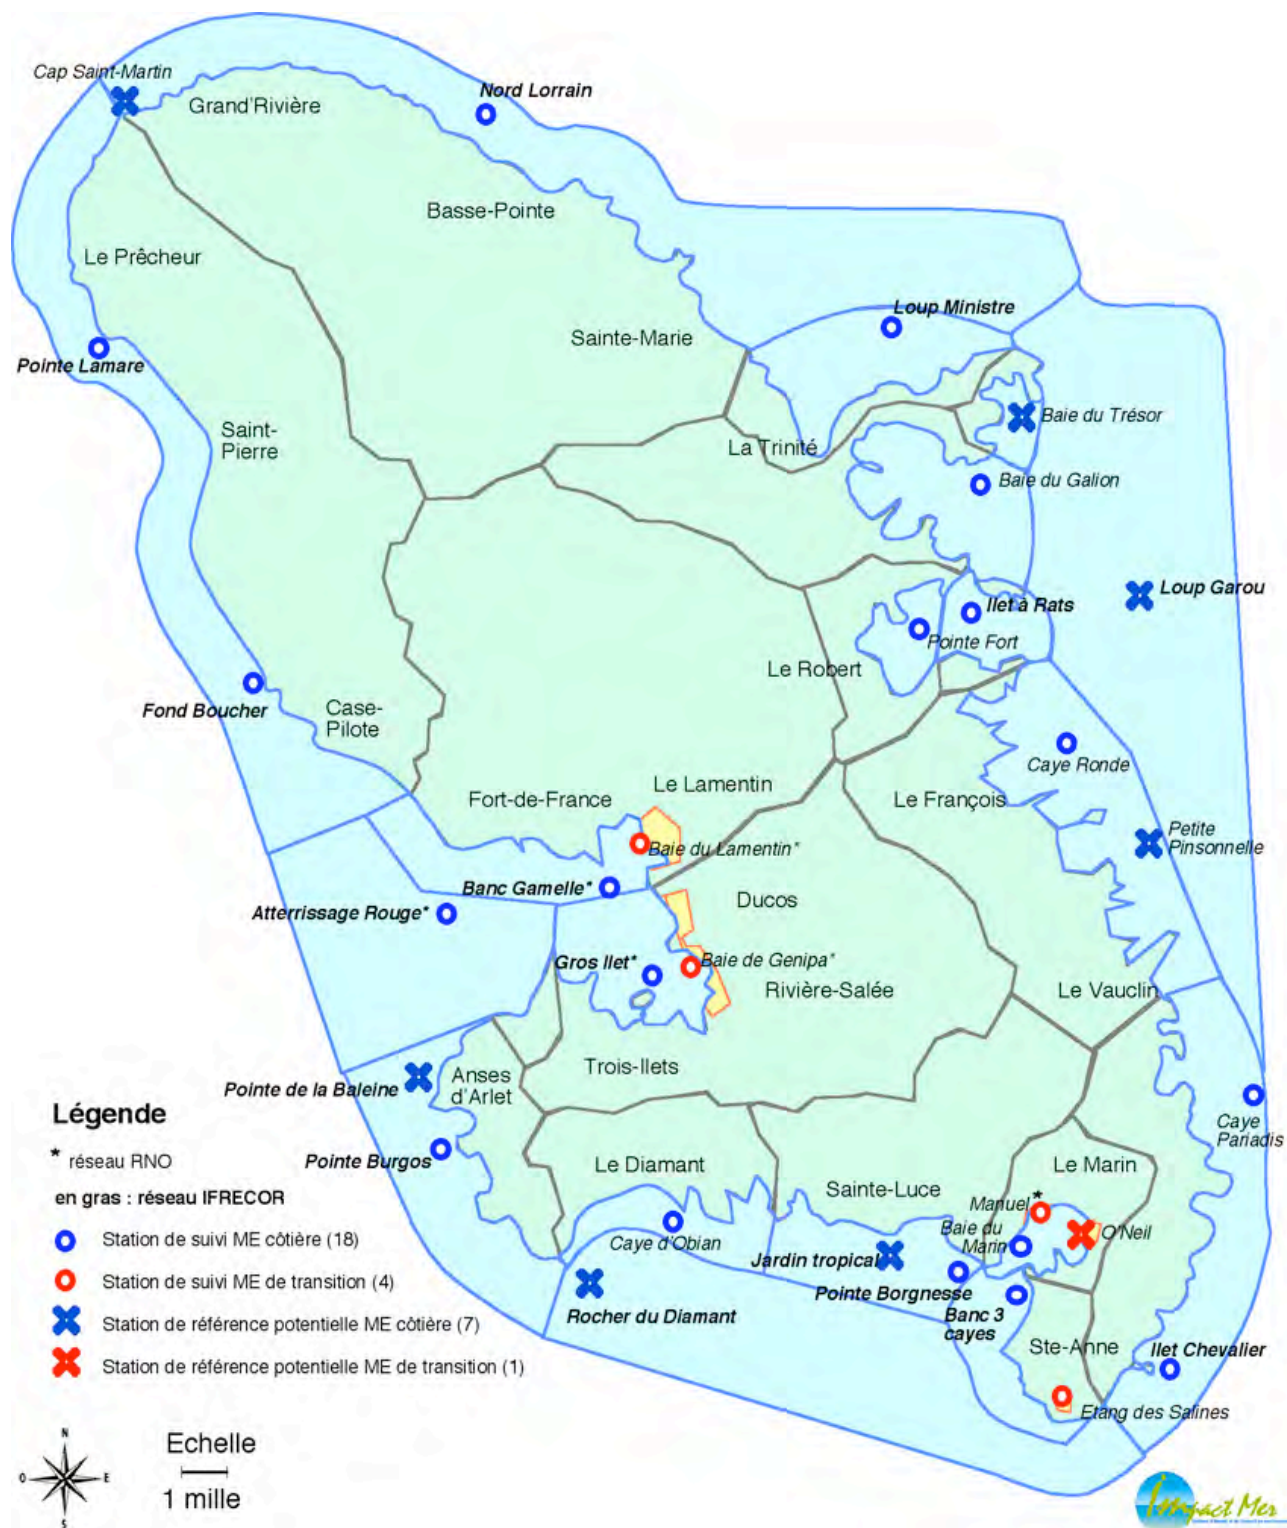 Cap Saint-Martin
Nord Lorrain
Grand'Rivière
Basse-Pointe
Le Prêcheur
Loup Ministre
Sainte-Marie
Pointe Lamare
Baie du Trésor
Saint-
Pierre
La Trinité
Baie du Galion
Loup Garou
Ilet à Rats
Pointe Fort
Le Robert
Fond Boucher
Case-
Pilote
Caye Ronde
Le Lamentin
Fort-de-France
Le François
Petite
Pinsonnelle
Baie du Lamentin*
Banc Gamelle*
Ducos
Atterrissage Rouge*
Gros Ilet*
Baie de Genipa*
Rivière-Salée
Le Vauclin
Trois-Ilets
Anses
d'Arlet
Pointe de la Baleine
Caye
Pariadis
Pointe Burgos
Le Diamant
Le Marin
Sainte-Luce
Manuel*
Baie du
Marin
O'Neil
Caye d'Obian
Jardin tropical
Pointe Borgnesse
Rocher du Diamant
Banc 3
cayes
Ste-Anne
Ilet Chevalier
Etang des Salines
Légende
* réseau RNO
en gras : réseau IFRECOR
Station de suivi ME côtière (18)
Station de suivi ME de transition (4)
Station de référence potentielle ME côtière (7)
Station de référence potentielle ME de transition (1)
N
O E
S
Echelle
1 mille
Impact Mer